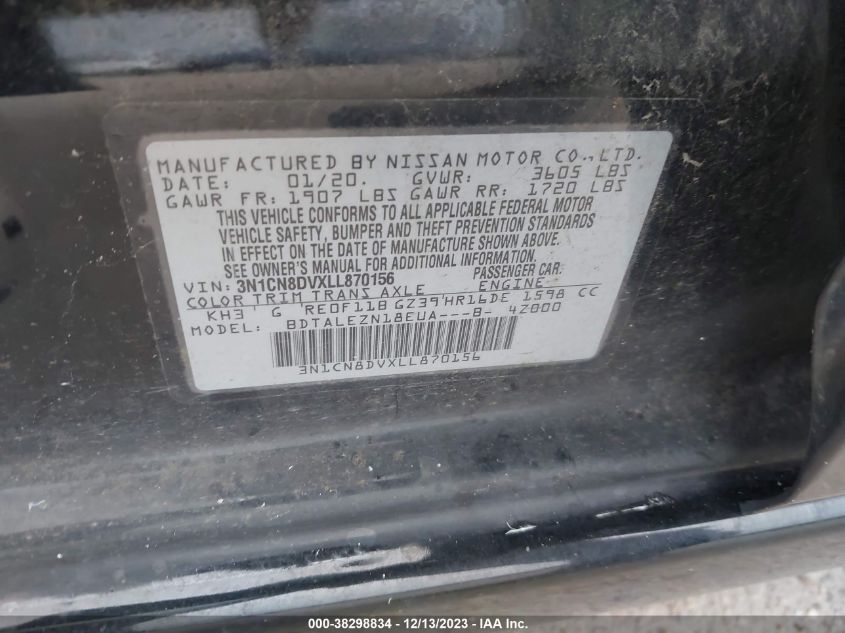 MANUFACTURED BY NISSAN MOTOR CO., LTD.
DATE: 01/20. GVWR: 3605 LBS
GAWR FR: 1907 LBS GAWR RR: 1720 LBS
THIS VEHICLE CONFORMS TO ALL APPLICABLE FEDERAL MOTOR
VEHICLE SAFETY, BUMPER AND THEFT PREVENTION STANDARDS
IN EFFECT ON THE DATE OF MANUFACTURE SHOWN ABOVE.
SEE OWNER'S MANUAL FOR ADDITIONAL INFORMATION.
VIN: 3N1CN8DVXLL870156 PASSENGER CAR.
COLOR TRIM TRANS AXLE ENGINE
KH3 G RE0F11B GZ39 HR16DE 1598 CC
MODEL: BDTALEZN18EUA---B- 4Z000
3N1CN8DVXLL870156
000-38298834 - 12/13/2023 - IAA Inc.